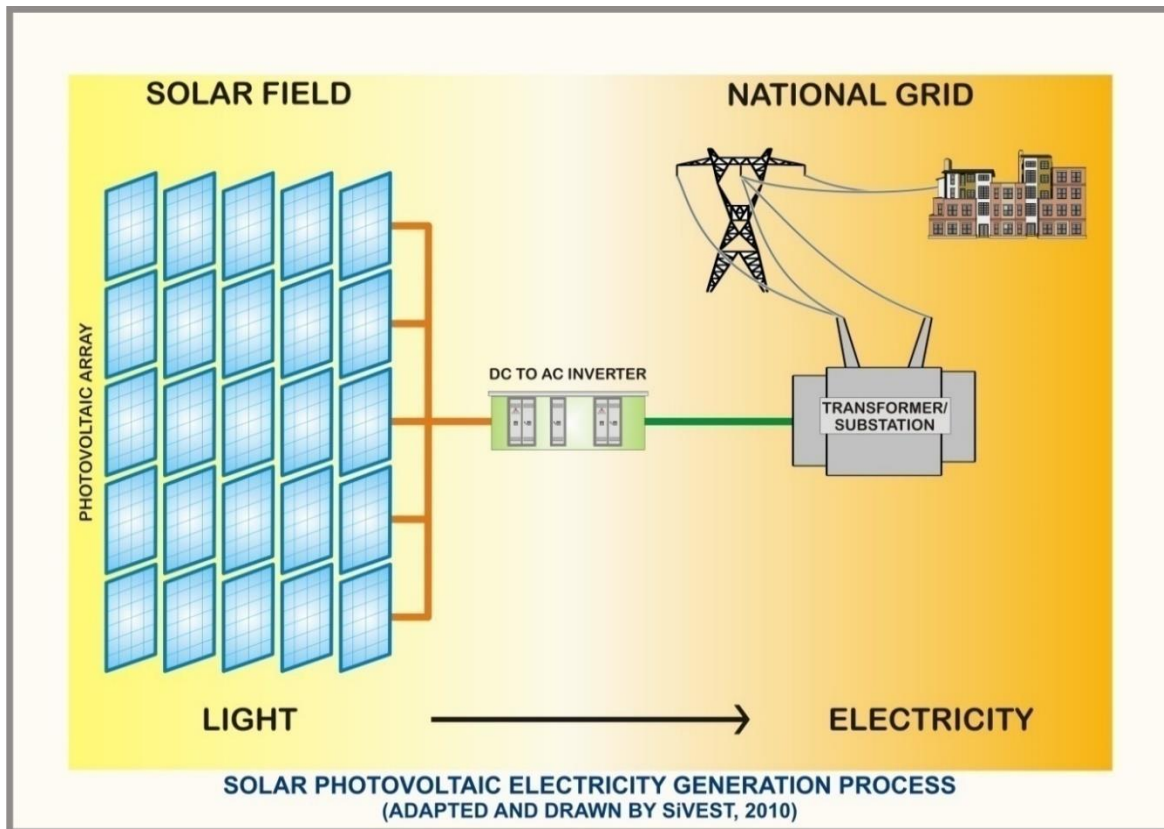 SOLAR FIELD
NATIONAL GRID
PHOTOVOLTAIC ARRAY
DC TO AC INVERTER
TRANSFORMER/
SUBSTATION
LIGHT
ELECTRICITY
SOLAR PHOTOVOLTAIC ELECTRICITY GENERATION PROCESS
(ADAPTED AND DRAWN BY SiVEST, 2010)